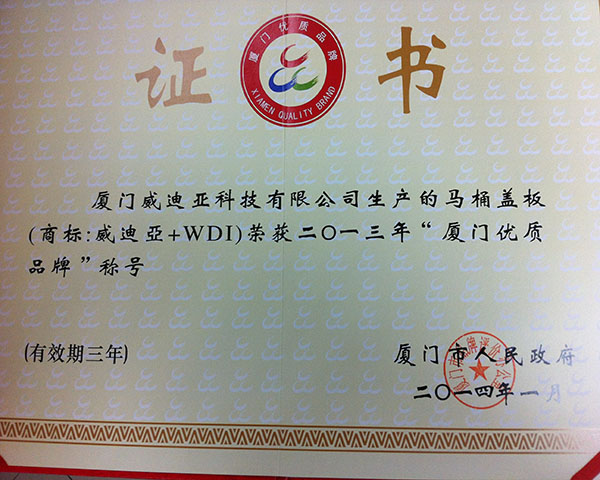 证 书
厦门优质品牌
XIAMEN QUALITY BRAND
厦门威迪亚科技有限公司生产的马桶盖板
(商标:威迪亞+WDI)荣获二〇一三年“厦门优质
品牌”称号
(有效期三年)
厦门市人民政府
二〇一四年一月